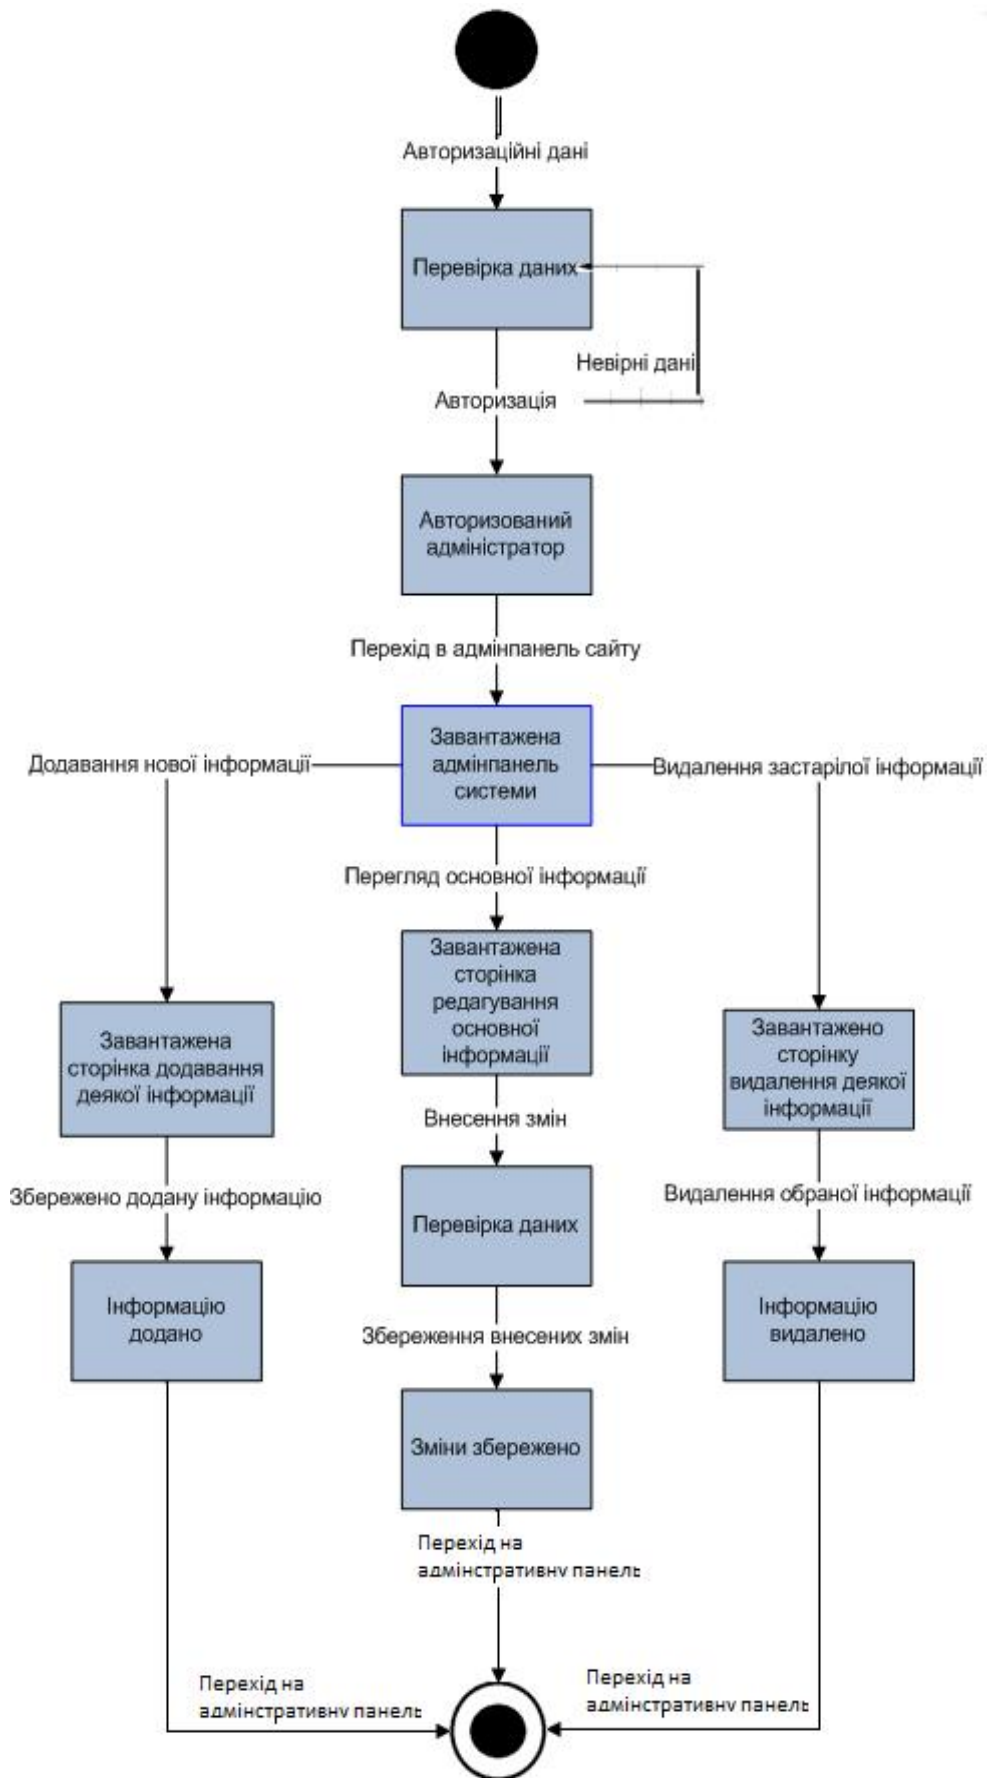 Авторизаційні дані
Перевірка даних
Невірні дані
Авторизація
Авторизований
адміністратор
Перехід в адмінпанель сайту
Завантажена
адмінпанель
системи
Додавання нової інформації
Видалення застарілої інформації
Перегляд основної інформації
Завантажена
сторінка
редагування
основної
інформації
Завантажена
сторінка додавання
деякої інформації
Завантажено
сторінку
видалення деякої
інформації
Внесення змін
Збережено додану інформацію
Видалення обраної інформації
Перевірка даних
Інформацію
додано
Інформацію
видалено
Збереження внесених змін
Зміни збережено
Перехід на
адмінстративну панель
Перехід на
адмінстративну панель
Перехід на
адмінстративну панель